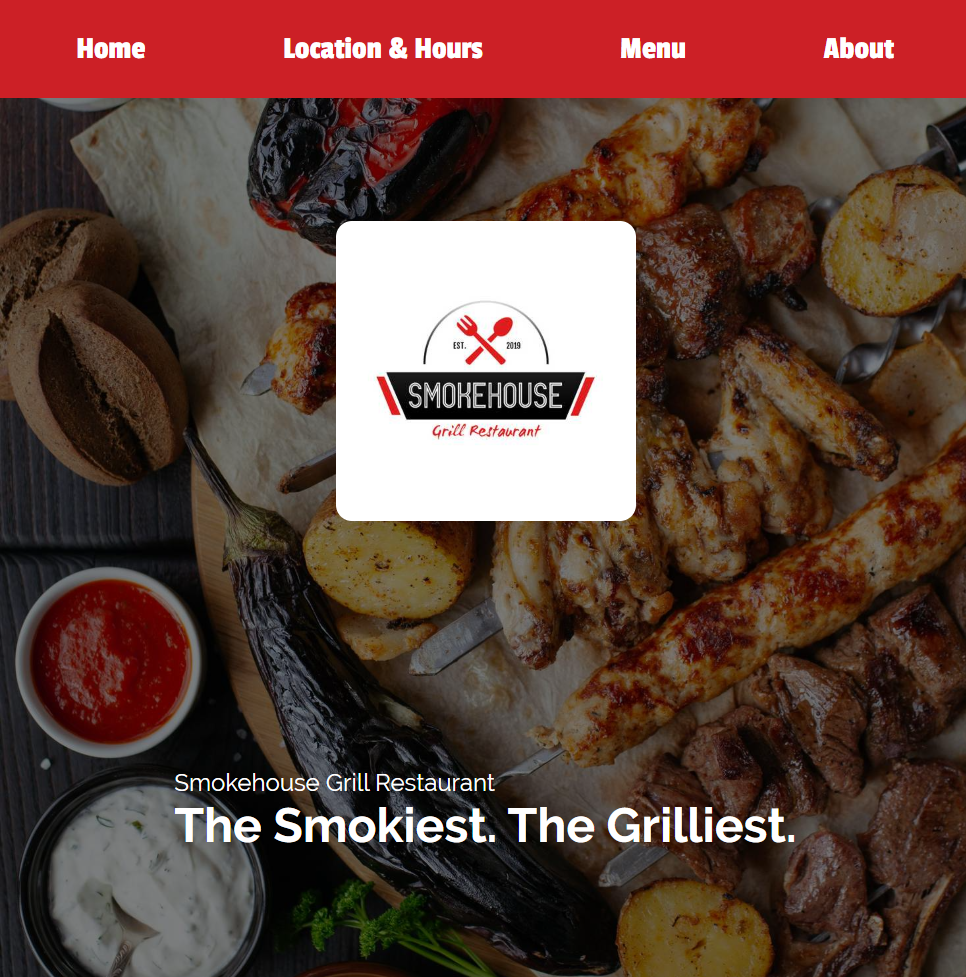 Home
Location & Hours
Menu
About
EST. 2019
SMOKEHOUSE
Grill Restaurant
Smokehouse Grill Restaurant
The Smokiest. The Grilliest.